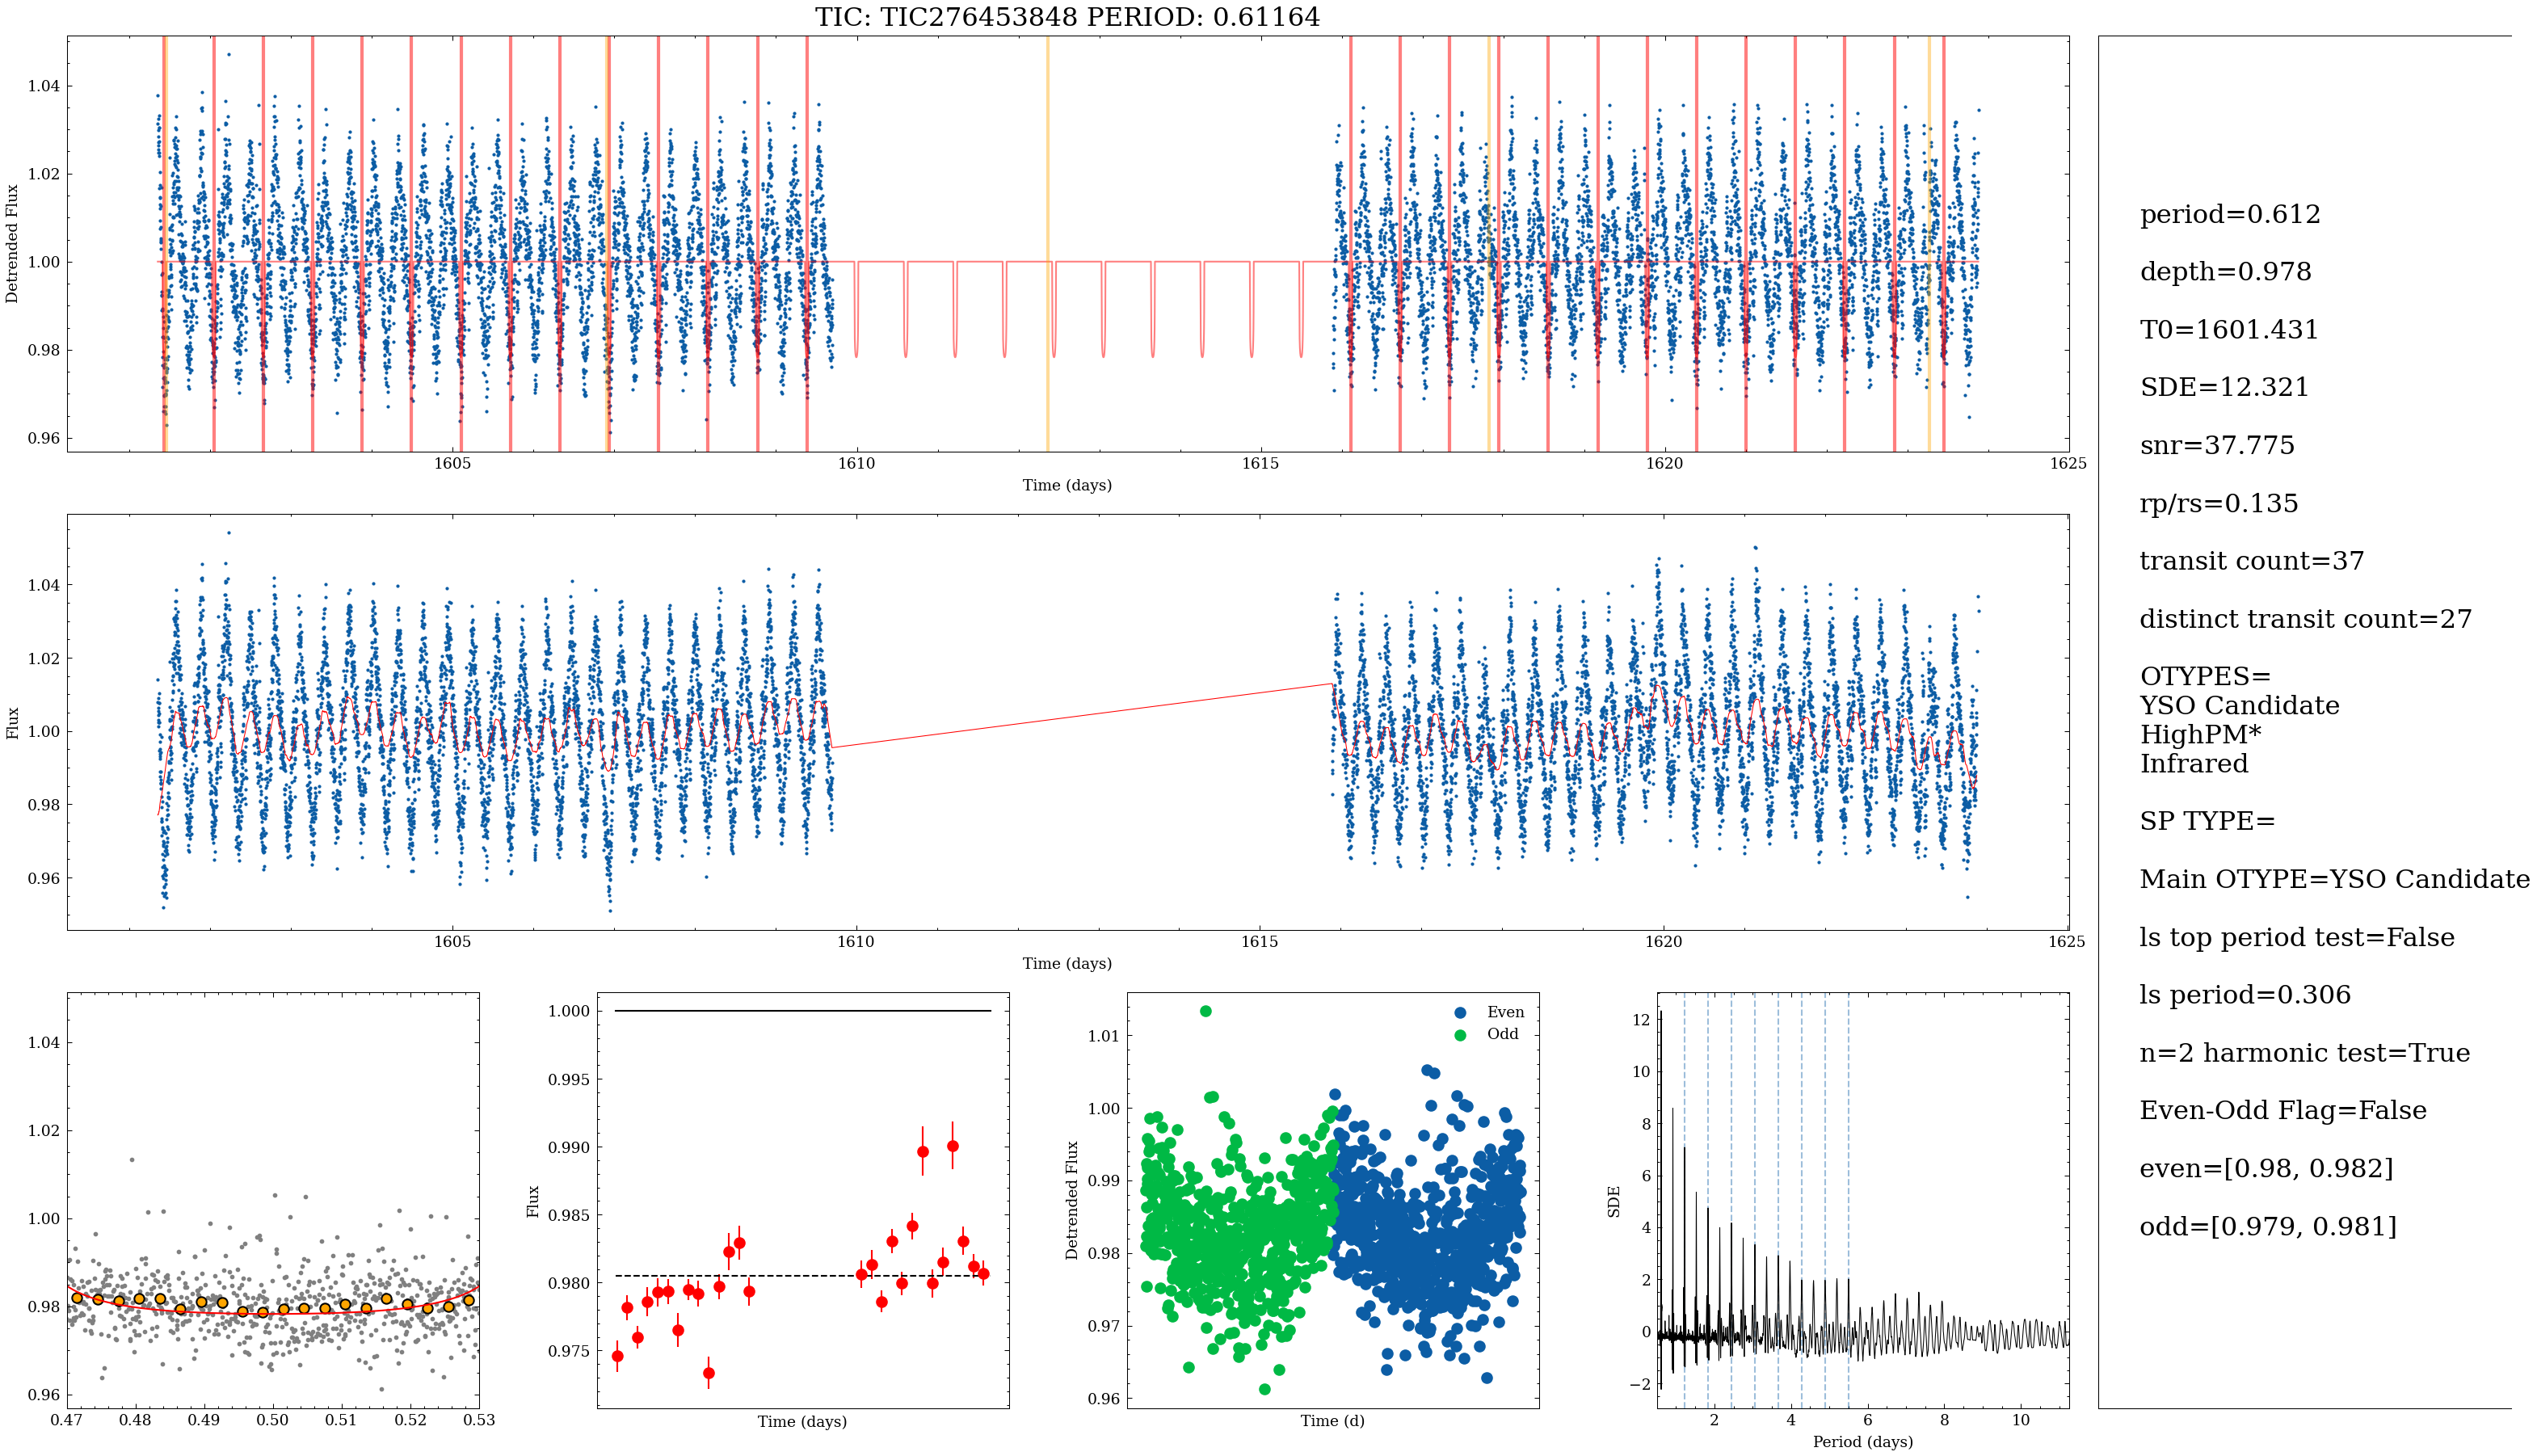 TIC: TIC276453848 PERIOD: 0.61164
1.04
1.02
1.00
0.98
0.96
Detrended Flux
1605
1610
1615
1620
1625
Time (days)
1.04
1.02
1.00
0.98
0.96
Flux
1605
1610
1615
1620
1625
Time (days)
1.04
1.02
1.00
0.98
0.96
0.47
0.48
0.49
0.50
0.51
0.52
0.53
1.000
0.995
0.990
0.985
0.980
0.975
Flux
Time (days)
Even
Odd
1.01
1.00
0.99
0.98
0.97
0.96
Detrended Flux
Time (d)
12
10
8
6
4
2
0
−2
SDE
2
4
6
8
10
Period (days)
period=0.612
depth=0.978
T0=1601.431
SDE=12.321
snr=37.775
rp/rs=0.135
transit count=37
distinct transit count=27
OTYPES=
YSO Candidate
HighPM*
Infrared
SP TYPE=
Main OTYPE=YSO Candidate
ls top period test=False
ls period=0.306
n=2 harmonic test=True
Even-Odd Flag=False
even=[0.98, 0.982]
odd=[0.979, 0.981]